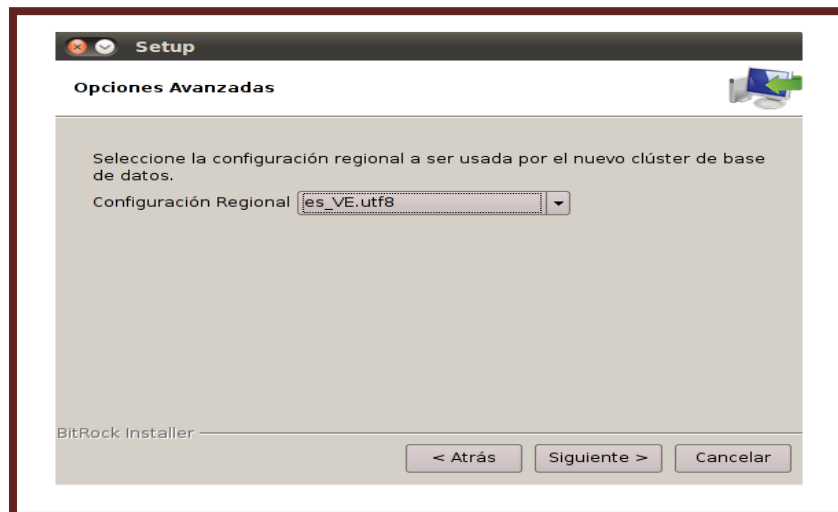 Setup
Opciones Avanzadas
Seleccione la configuración regional a ser usada por el nuevo clúster de base
de datos.
Configuración Regional es_VE.utf8
BitRock Installer
< Atrás Siguiente > Cancelar